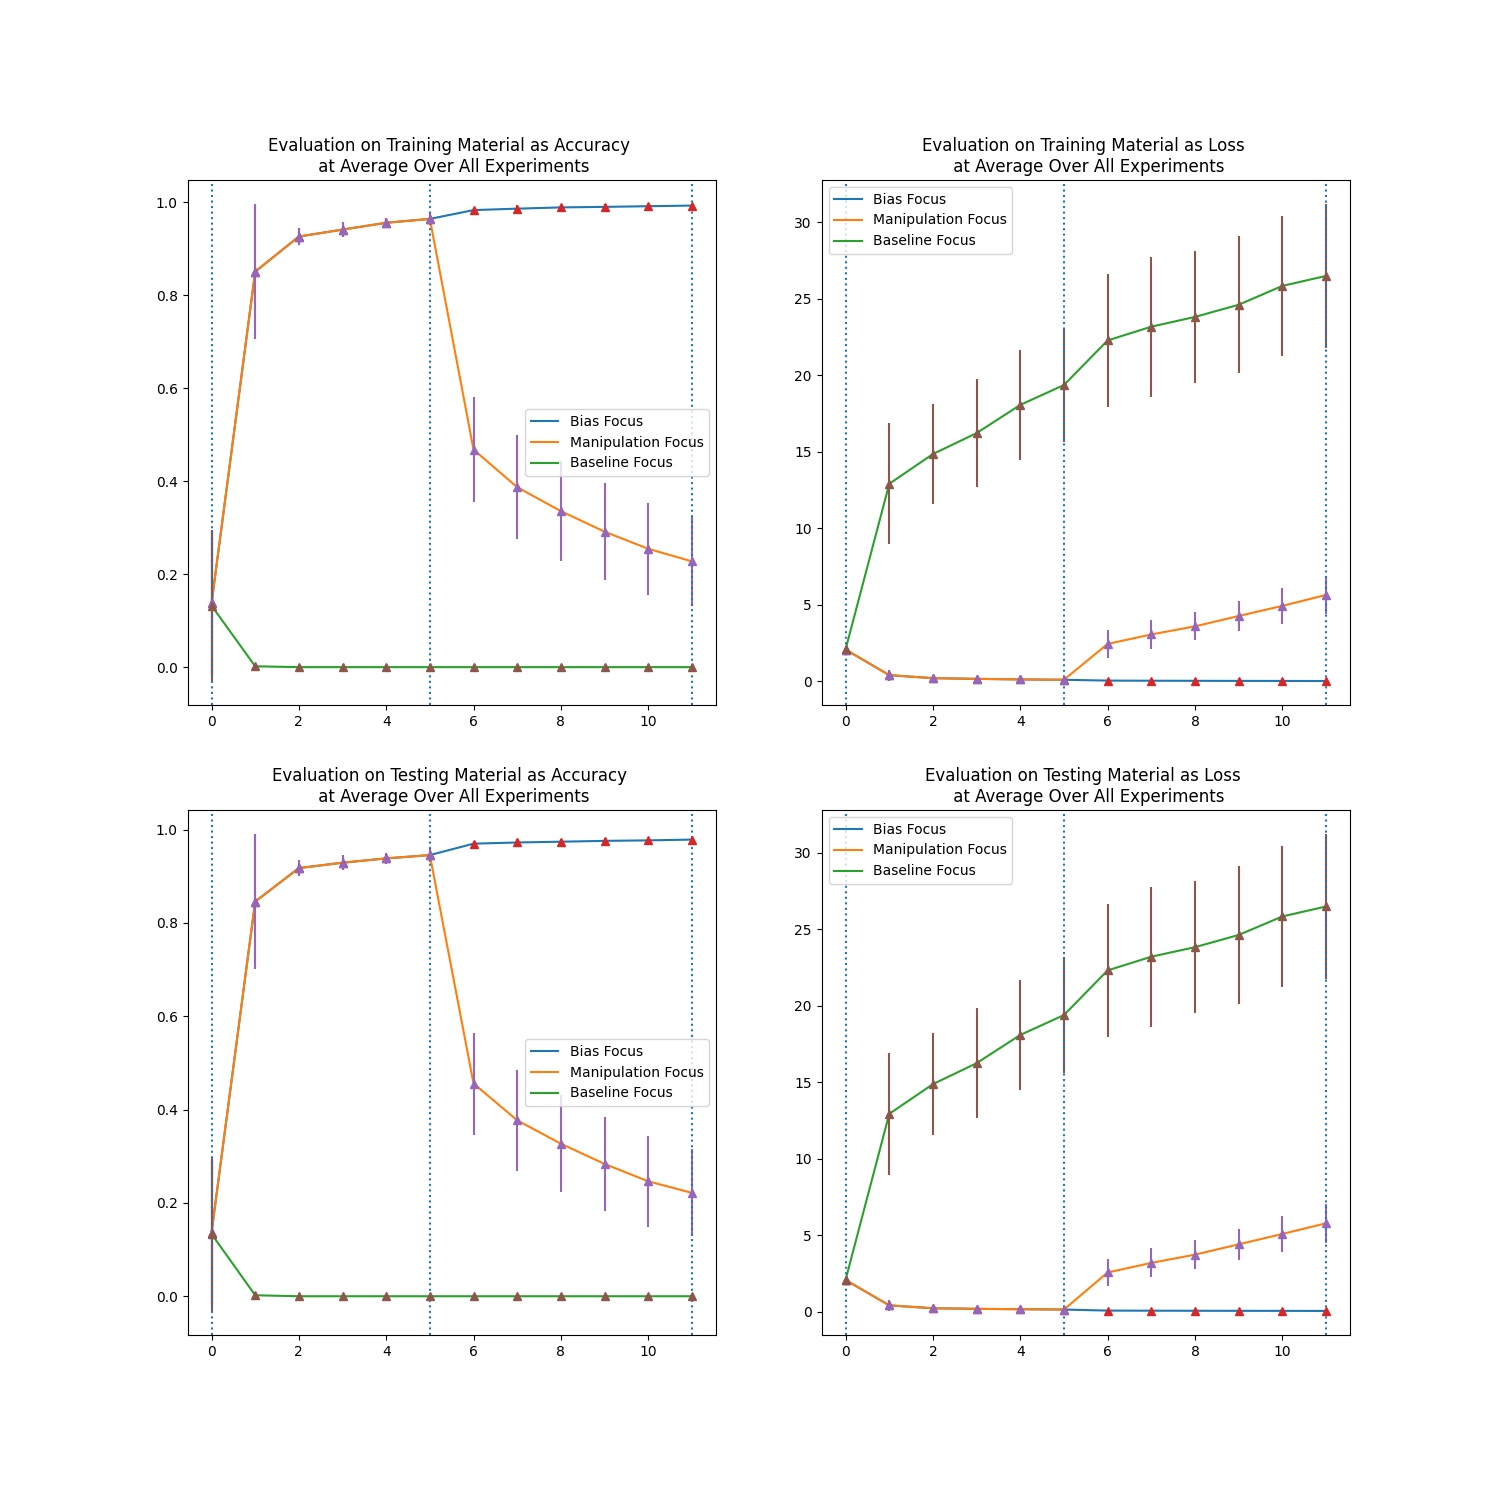 Evaluation on Training Material as Accuracy
at Average Over All Experiments
1.0
0.8
0.6
0.4
0.2
0.0
Bias Focus
Manipulation Focus
Baseline Focus
0 2 4 6 8 10
Evaluation on Training Material as Loss
at Average Over All Experiments
Bias Focus
Manipulation Focus
Baseline Focus
30
25
20
15
10
5
0
0 2 4 6 8 10
Evaluation on Testing Material as Accuracy
at Average Over All Experiments
1.0
0.8
0.6
0.4
0.2
0.0
Bias Focus
Manipulation Focus
Baseline Focus
0 2 4 6 8 10
Evaluation on Testing Material as Loss
at Average Over All Experiments
Bias Focus
Manipulation Focus
Baseline Focus
30
25
20
15
10
5
0
0 2 4 6 8 10